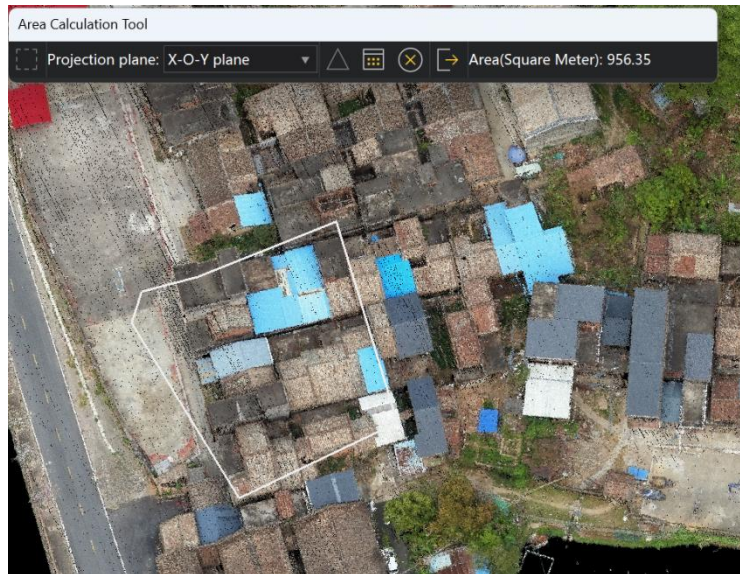 Area Calculation Tool
Projection plane: X-O-Y plane Area(Square Meter): 956.35